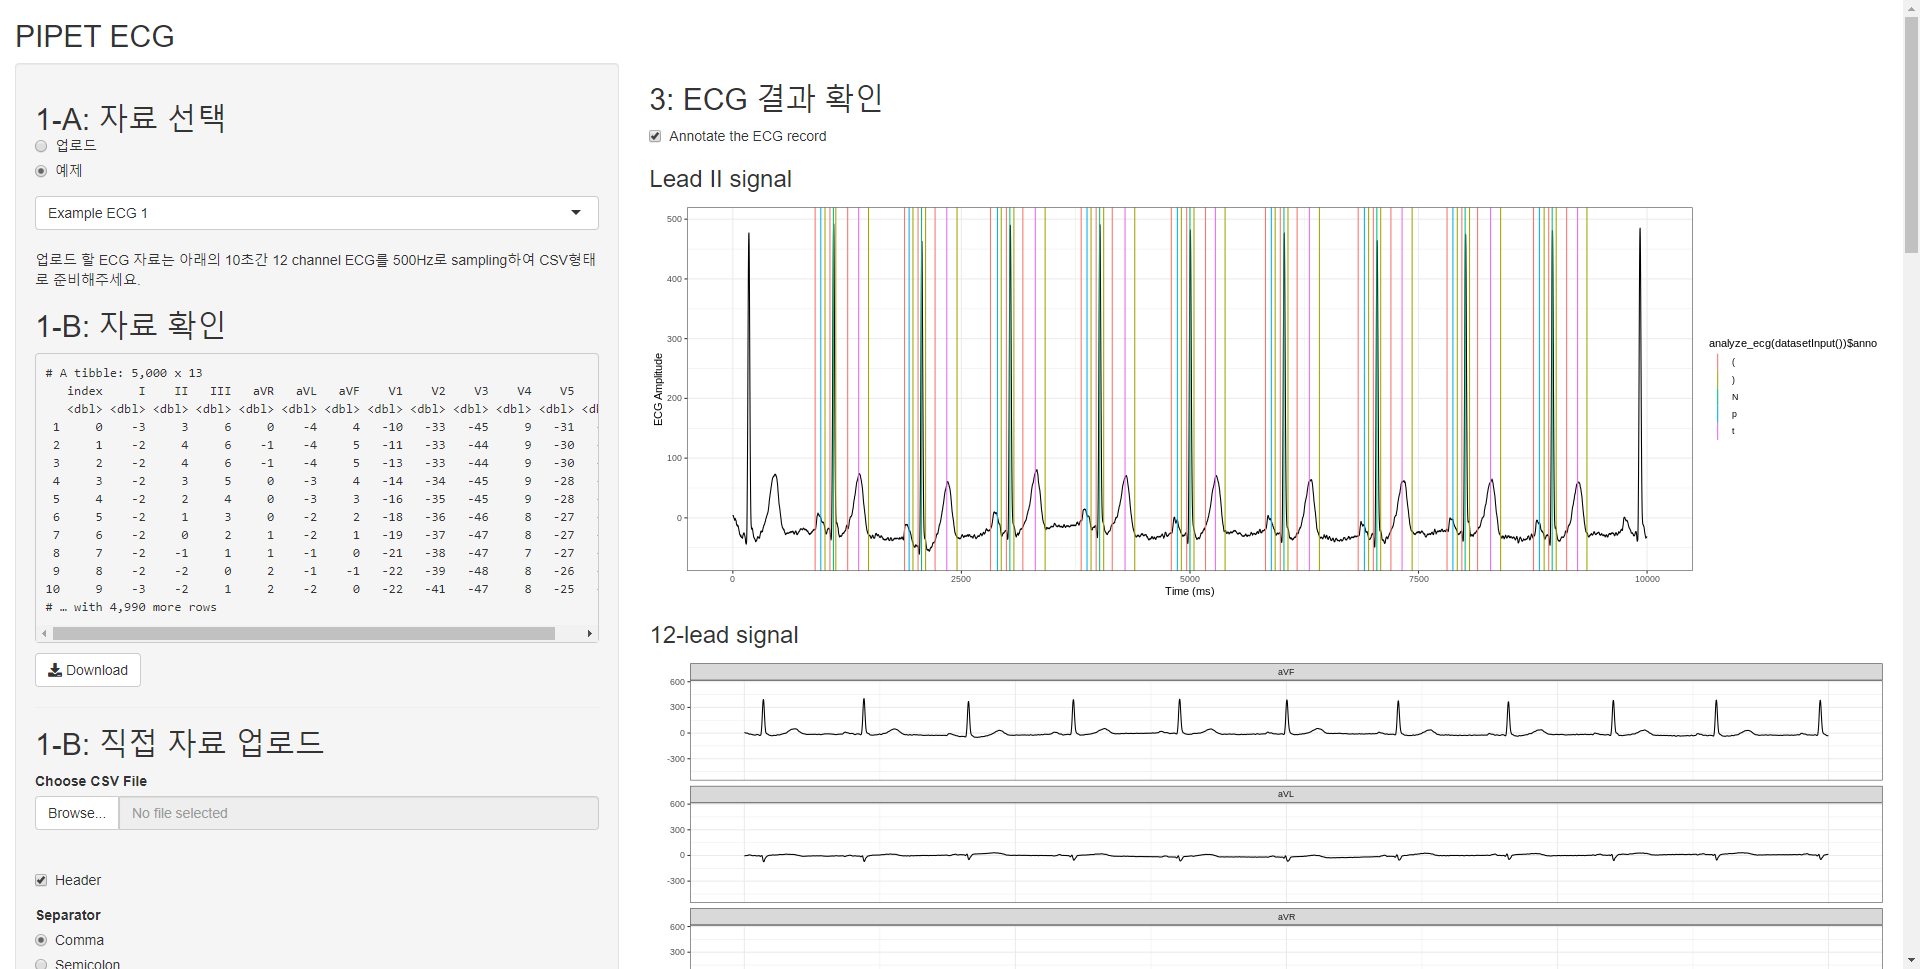 PIPET ECG
1-A: 자료 선택
업로드
예제
Example ECG 1
업로드 할 ECG 자료는 아래의 10초간 12 channel ECG를 500Hz로 sampling하여 CSV형태
로 준비해주세요.
1-B: 자료 확인
# A tibble: 5,000 x 13
index I II III aVR aVL aVF V1 V2 V3 V4 V5
<dbl> <dbl> <dbl> <dbl> <dbl> <dbl> <dbl> <dbl> <dbl> <dbl> <dbl> <dbl> <dl
1 0 -3 3 6 0 -4 4 -10 -33 -45 9 -31 -
2 1 -2 4 6 -1 -4 5 -11 -33 -44 9 -30 -
3 2 -2 4 6 -1 -4 5 -13 -33 -44 9 -30 -
4 3 -2 3 5 0 -3 4 -14 -34 -45 9 -28 -
5 4 -2 2 4 0 -3 3 -16 -35 -45 9 -28 -
6 5 -2 1 3 0 -2 2 -18 -36 -46 8 -27 -
7 6 -2 0 2 1 -2 1 -19 -37 -47 8 -27 -
8 7 -2 -1 1 1 -1 0 -21 -38 -47 7 -27 -
9 8 -2 -2 0 2 -1 -1 -22 -39 -48 8 -26 -
10 9 -3 -2 1 2 -2 0 -22 -41 -47 8 -25 -
# … with 4,990 more rows
Download
1-B: 직접 자료 업로드
Choose CSV File
Browse... No file selected
Header
Separator
Comma
Semicolon
3: ECG 결과 확인
Annotate the ECG record
Lead II signal
500
400
300
200
100
0
ECG Amplitude
0 2500 5000 7500 10000
Time (ms)
analyze_ecg(datasetInput())$anno
(
)
N
p
t
12-lead signal
aVF
600
300
0
-300
aVL
600
300
0
-300
aVR
600
300